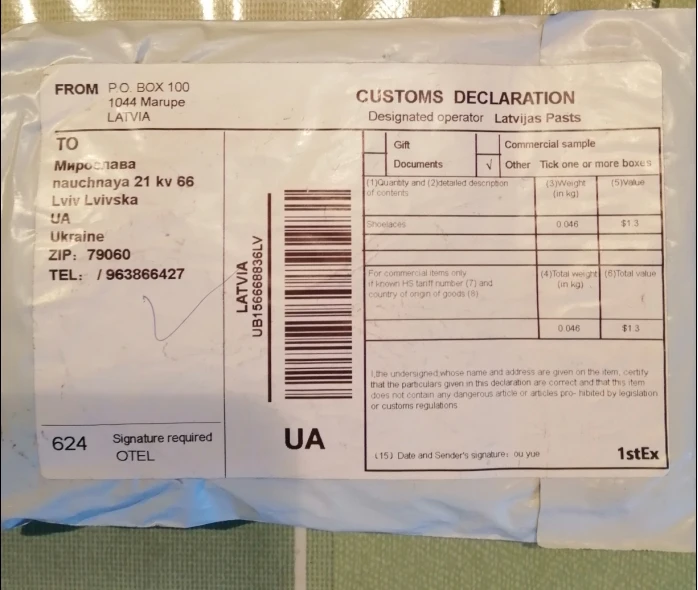 FROM P.O. BOX 100
1044 Marupe
LATVIA
TO
Мирослава
nauchnaya 21 kv 66
Lviv Lvivska
UA
Ukraine
ZIP: 79060
TEL: / 963866427
624 Signature required
OTEL
LATVIA
UB156668836LV
UA
CUSTOMS DECLARATION
Designated operator Latvijas Pasts
Gift Commercial sample
Documents √ Other Tick one or more boxes
(1)Quantity and (2)detailed description (3)Weight (5)Value
of contents (in kg)
Shoelaces 0.046 $1.3
For commercial items only (4)Total weight (6)Total value
if known HS tariff number (7) and (in kg)
country of origin of goods (8)
0.046 $1.3
I,the undersigned,whose name and address are given on the item, certify
that the particulars given in this declaration are correct and that this item
does not contain any dangerous article or articles pro- hibited by legislation
or customs regulations
(15) Date and Sender's signature: ou yue 1stEx